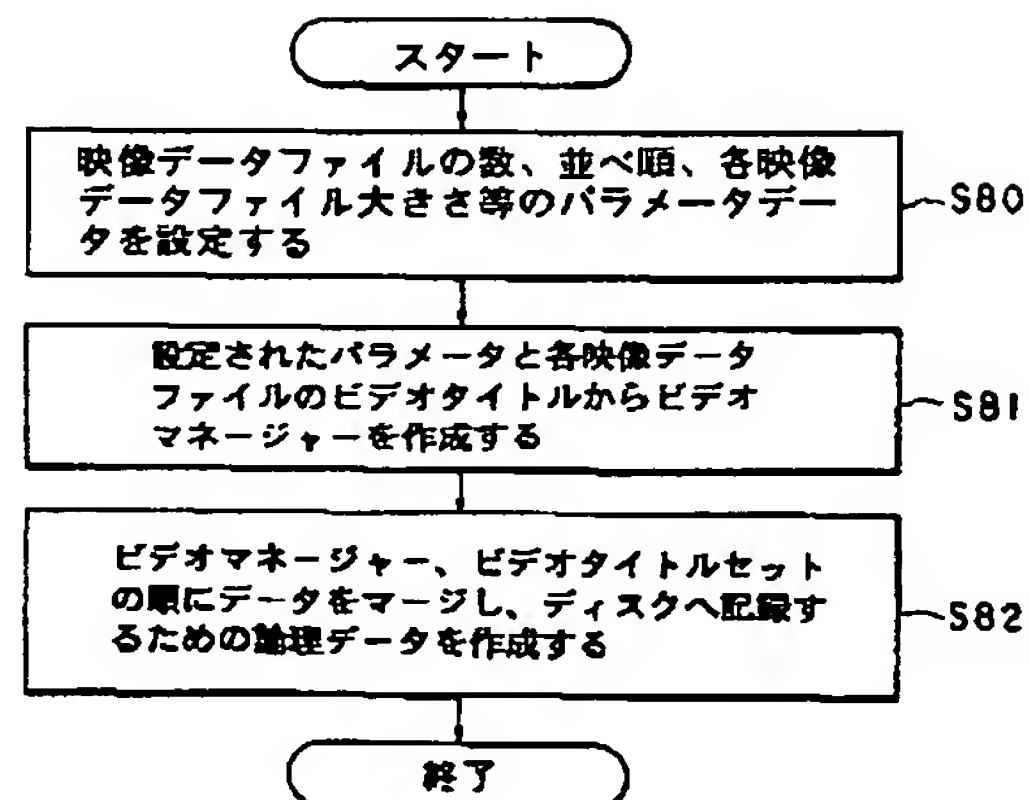 スタート
映像データファイルの数、並べ順、各映像
データファイル大きさ等のパラメータデー
タを設定する
S80
設定されたパラメータと各映像データ
ファイルのビデオタイトルからビデオ
マネージャーを作成する
S81
ビデオマネージャー、ビデオタイトルセット
の順にデータをマージし、ディスクへ記録す
るための論理データを作成する
S82
終了